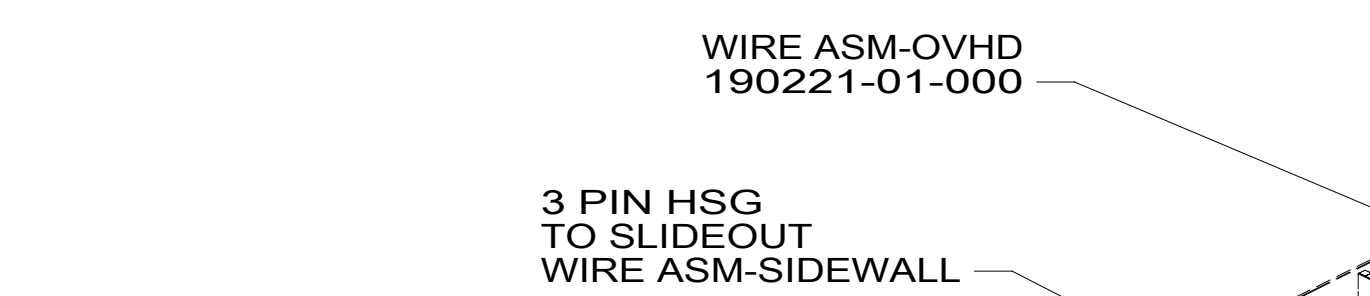 WIRE ASM-OVHD
190221-01-000
3 PIN HSG
TO SLIDEOUT
WIRE ASM-SIDEWALL